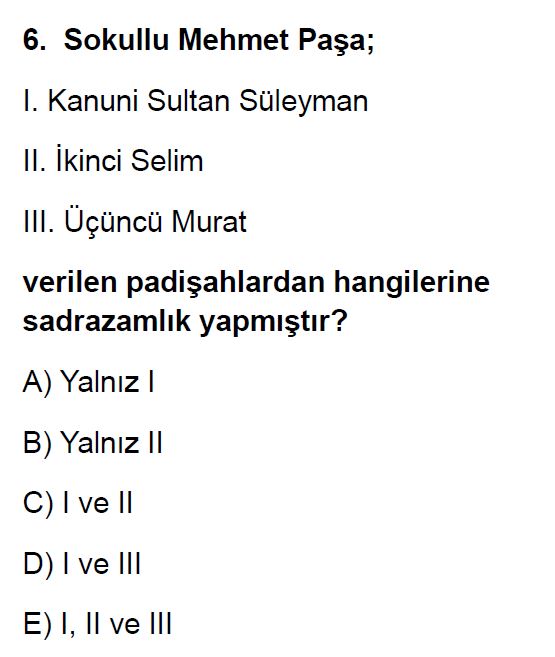 6. Sokullu Mehmet Paşa;
I. Kanuni Sultan Süleyman
II. İkinci Selim
III. Üçüncü Murat
verilen padişahlardan hangilerine
sadrazamlık yapmıştır?
A) Yalnız I
B) Yalnız II
C) I ve II
D) I ve III
E) I, II ve III